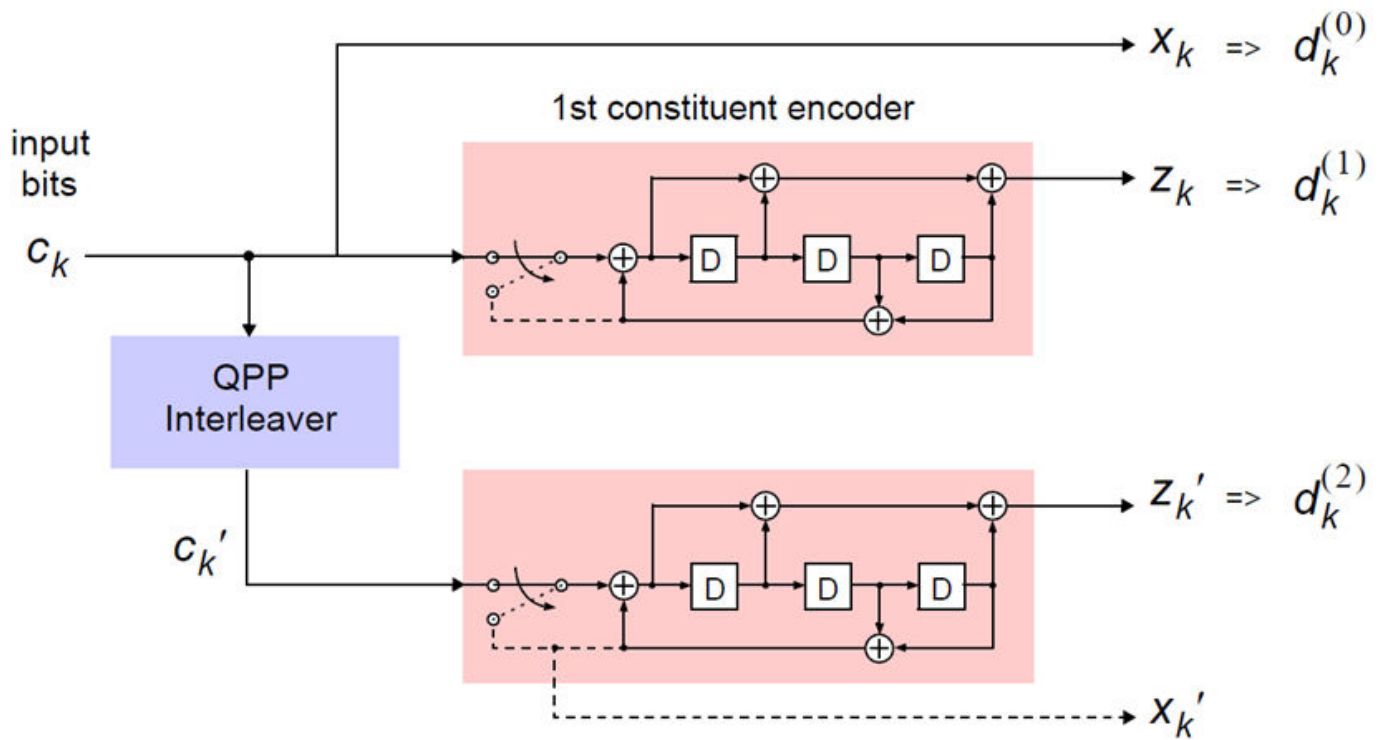 x_k => d_k^(0)
1st constituent encoder
input
bits
z_k => d_k^(1)
c_k
D D D
QPP
Interleaver
z_k' => d_k^(2)
c_k'
D D D
x_k'